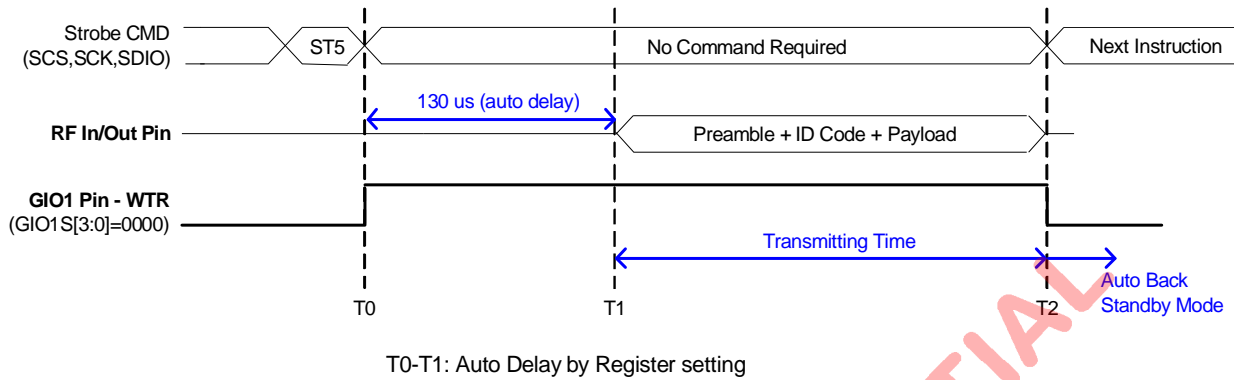 Strobe CMD
(SCS,SCK,SDIO)
ST5
No Command Required
Next Instruction
130 us (auto delay)
RF In/Out Pin
Preamble + ID Code + Payload
GIO1 Pin - WTR
(GIO1S[3:0]=0000)
Transmitting Time
Auto Back
Standby Mode
T0
T1
T2
T0-T1: Auto Delay by Register setting
TIAL